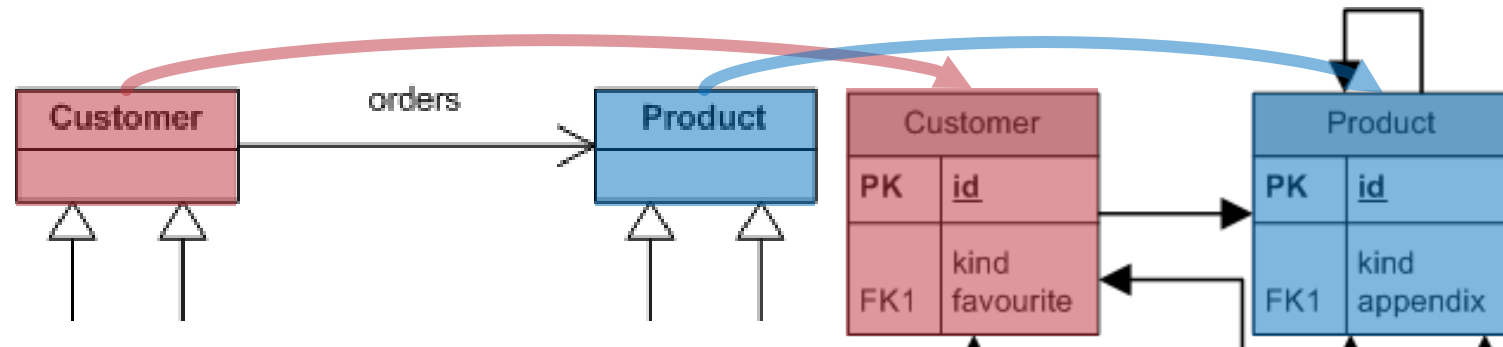 Customer
orders
Product
Customer
PK id
kind
FK1 favourite
Product
PK id
kind
FK1 appendix